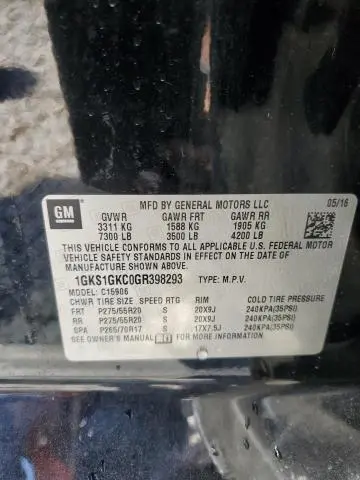 GM
MFD BY GENERAL MOTORS LLC 05/16
GVWR GAWR FRT GAWR RR
3311 KG 1588 KG 1905 KG
7300 LB 3500 LB 4200 LB
THIS VEHICLE CONFORMS TO ALL APPLICABLE U.S. FEDERAL MOTOR
VEHICLE SAFETY AND THEFT PREVENTION STANDARDS IN EFFECT ON THE DATE OF
MANUFACTURE SHOWN ABOVE.
1GKS1GKC0GR398293 TYPE: M.P.V.
MODEL: C15906
CHWR TIRE SIZE SPEED RTG RIM COLD TIRE PRESSURE
FRT P275/55R20 S 20X9J 240KPA(35PSI)
RR P275/55R20 S 20X9J 240KPA(35PSI)
SPA P265/70R17 S 17X7.5J 240KPA(35PSI)
SEE OWNER'S MANUAL FOR MORE INFORMATION.